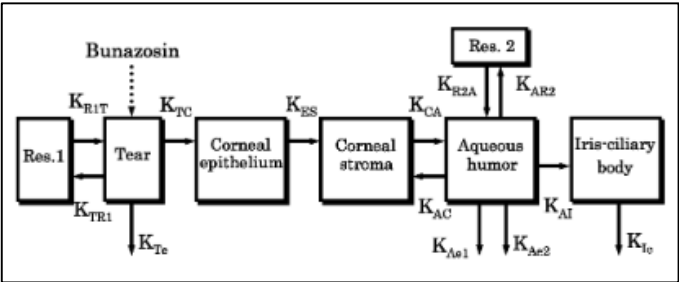 Bunazosin
Res. 2
K_R1T
K_TC
K_ES
K_CA
K_R2A
K_AR2
Res.1
Tear
Corneal
epithelium
Corneal
stroma
Aqueous
humor
Iris-ciliary
body
K_TR1
K_AC
K_AI
K_Te
K_Ae1
K_Ae2
K_Ic